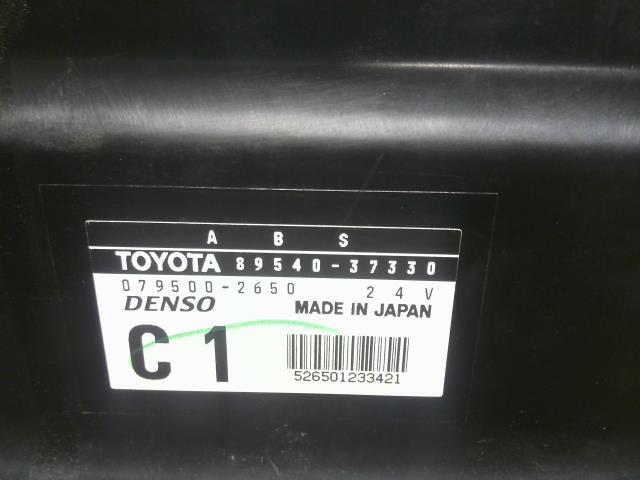 A B S
TOYOTA 89540-37330
079500-2650 24V
DENSO MADE IN JAPAN
C1
526501233421